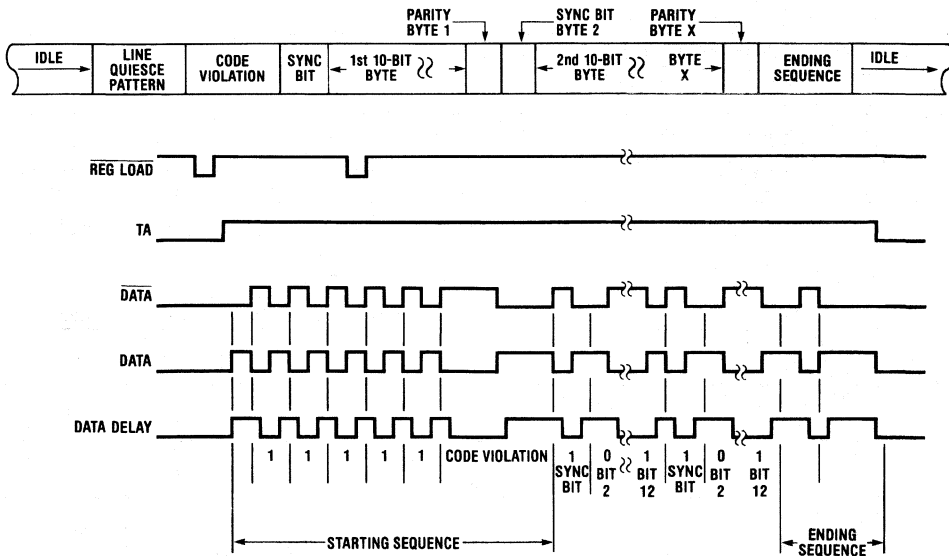 PARITY
BYTE 1
SYNC BIT
BYTE 2
PARITY
BYTE X
IDLE
LINE
QUIESCE
PATTERN
CODE
VIOLATION
SYNC
BIT
1st 10-BIT
BYTE
2nd 10-BIT
BYTE
BYTE
X
ENDING
SEQUENCE
IDLE
REG LOAD
TA
DATA
DATA
DATA DELAY
1 1 1 1 1 CODE VIOLATION 1 0 1 1 0 1
SYNC BIT BIT SYNC BIT BIT
BIT 2 12 BIT 2 12
STARTING SEQUENCE
ENDING
SEQUENCE